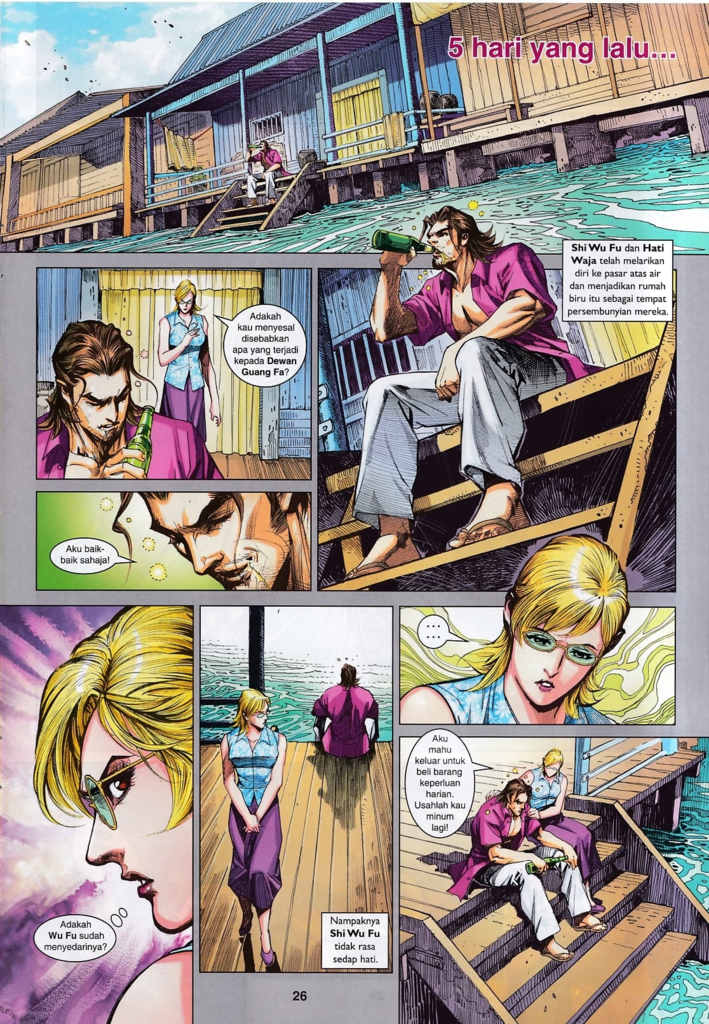 5 hari yang lalu...
Shi Wu Fu dan Hati
Waja telah melarikan
diri ke pasar atas air
dan menjadikan rumah
biru itu sebagai tempat
persembunyian mereka.
Adakah
kau menyesal
disebabkan
apa yang terjadi
kepada Dewan
Guang Fa?
Aku baik-
baik sahaja!
Adakah
Wu Fu sudah
menyedarinya?
Nampaknya
Shi Wu Fu
tidak rasa
sedap hati.
...
...
Aku
mahu
keluar untuk
beli barang
keperluan
harian.
Usahlah kau
minum
lagi!
26